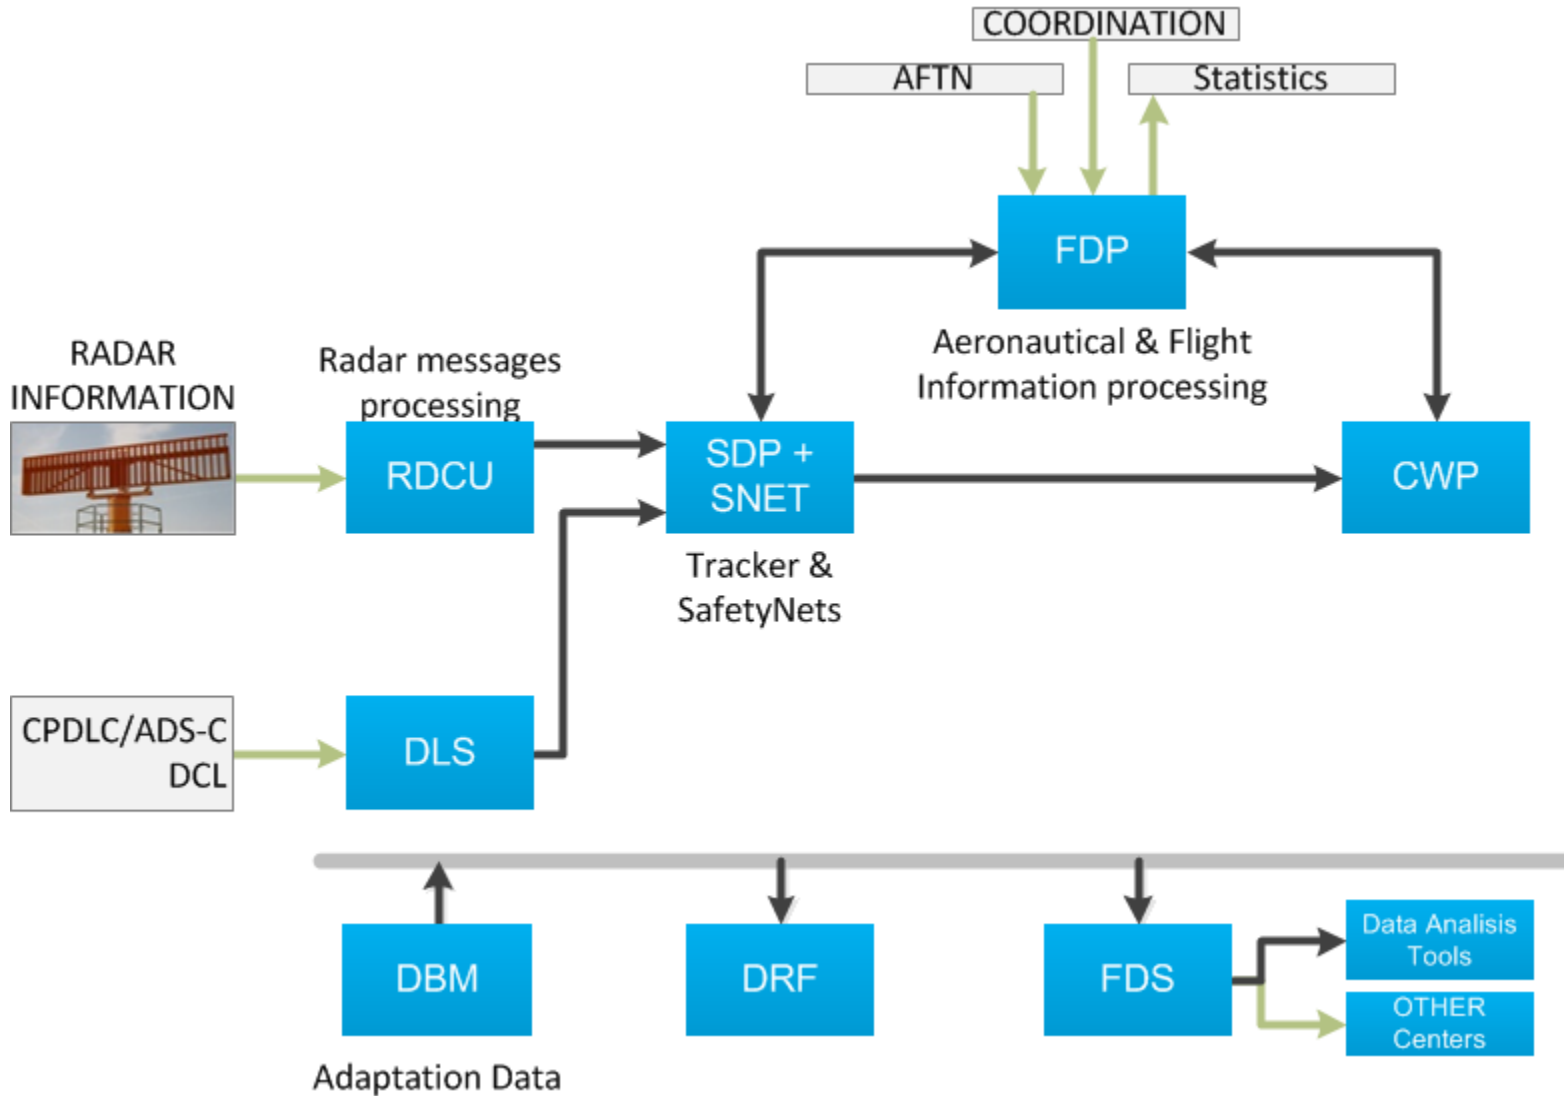 COORDINATION
AFTN
Statistics
FDP
Aeronautical & Flight
Information processing
RADAR
INFORMATION
Radar messages
processing
RDCU
SDP +
SNET
Tracker &
SafetyNets
CWP
CPDLC/ADS-C
DCL
DLS
DBM
Adaptation Data
DRF
FDS
Data Analisis
Tools
OTHER
Centers